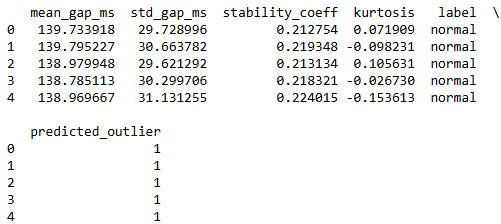 mean_gap_ms std_gap_ms stability_coeff kurtosis label \
0 139.733918 29.728996 0.212754 0.071909 normal
1 139.795227 30.663782 0.219348 -0.098231 normal
2 138.979948 29.621292 0.213134 0.105631 normal
3 138.785113 30.299706 0.218321 -0.026730 normal
4 138.969667 31.131255 0.224015 -0.153613 normal
predicted_outlier
0 1
1 1
2 1
3 1
4 1